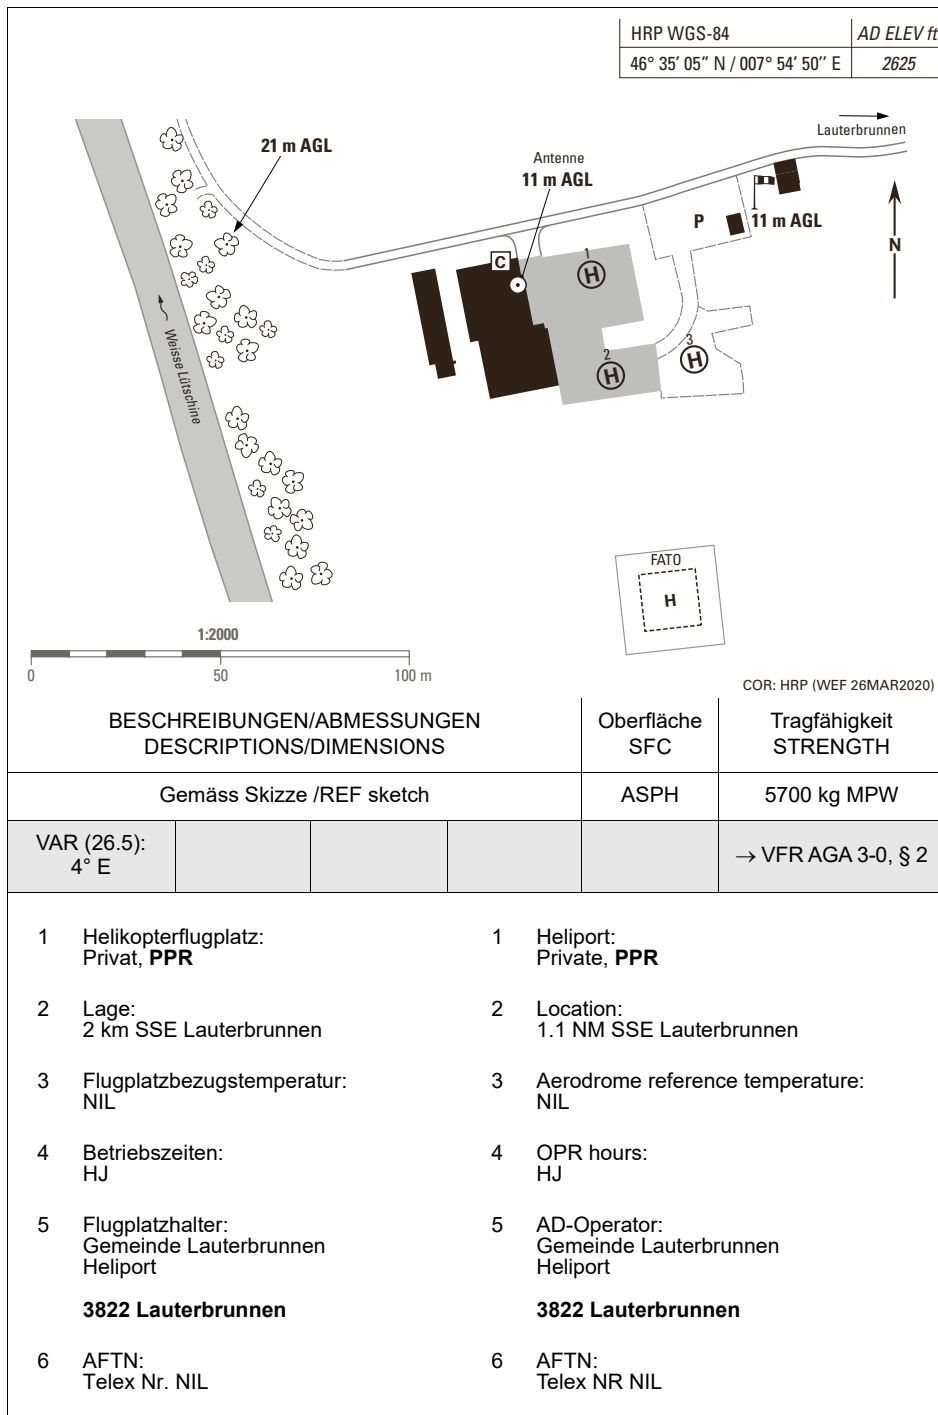 HRP WGS-84
AD ELEV ft
46° 35′ 05″ N / 007° 54′ 50″ E
2625
Lauterbrunnen
21 m AGL
Antenne
11 m AGL
P
11 m AGL
N
C
1
H
2
H
3
H
Weisse Lütschine
FATO
H
1:2000
0
50
100 m
COR: HRP (WEF 26MAR2020)
BESCHREIBUNGEN/ABMESSUNGEN
DESCRIPTIONS/DIMENSIONS
Oberfläche
SFC
Tragfähigkeit
STRENGTH
Gemäss Skizze /REF sketch
ASPH
5700 kg MPW
VAR (26.5):
4° E
→ VFR AGA 3-0, § 2
1 Helikopterflugplatz:
Privat, PPR
2 Lage:
2 km SSE Lauterbrunnen
3 Flugplatzbezugstemperatur:
NIL
4 Betriebszeiten:
HJ
5 Flugplatzhalter:
Gemeinde Lauterbrunnen
Heliport
3822 Lauterbrunnen
6 AFTN:
Telex Nr. NIL
1 Heliport:
Private, PPR
2 Location:
1.1 NM SSE Lauterbrunnen
3 Aerodrome reference temperature:
NIL
4 OPR hours:
HJ
5 AD-Operator:
Gemeinde Lauterbrunnen
Heliport
3822 Lauterbrunnen
6 AFTN:
Telex NR NIL